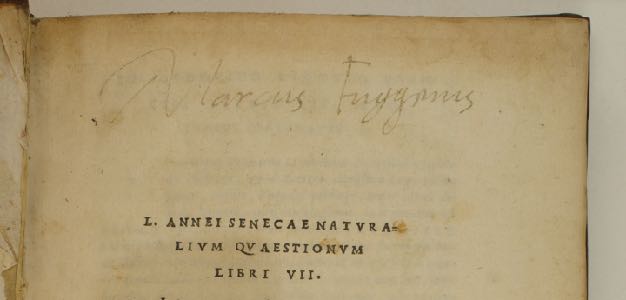 Marcus Fuggerus
L. ANNEI SENECAE NATVRA-
LIVM QVAESTIONVM
LIBRI VII.